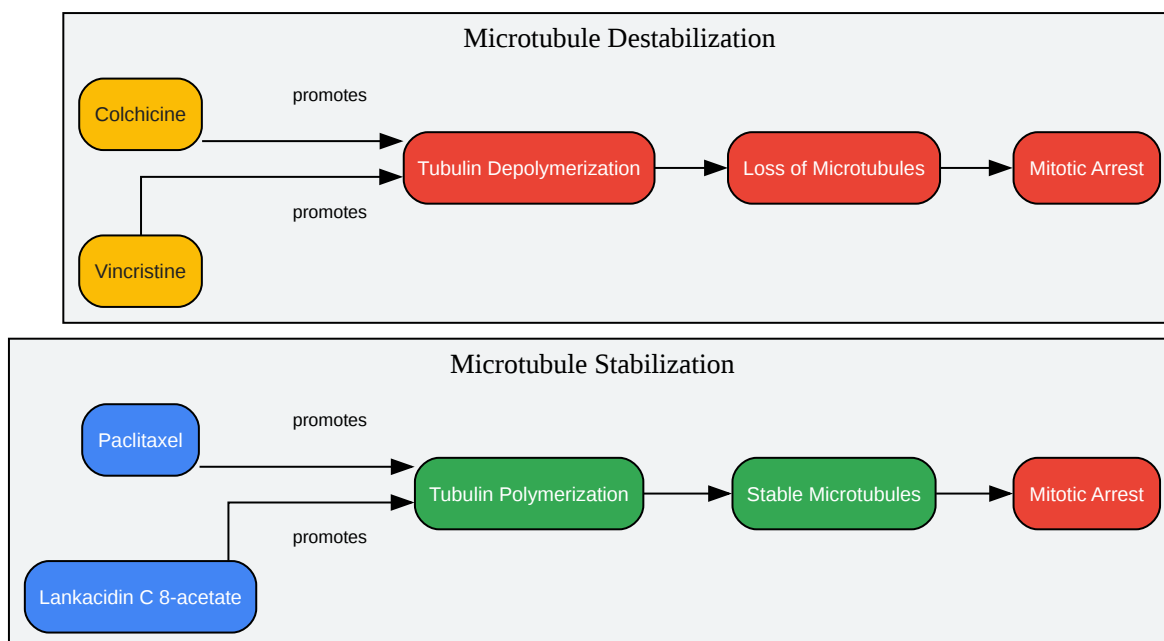 Microtubule Destabilization
promotes
Colchicine
Tubulin Depolymerization
Loss of Microtubules
Mitotic Arrest
promotes
Vincristine
Microtubule Stabilization
promotes
Paclitaxel
Tubulin Polymerization
Stable Microtubules
Mitotic Arrest
promotes
Lankacidin C 8-acetate